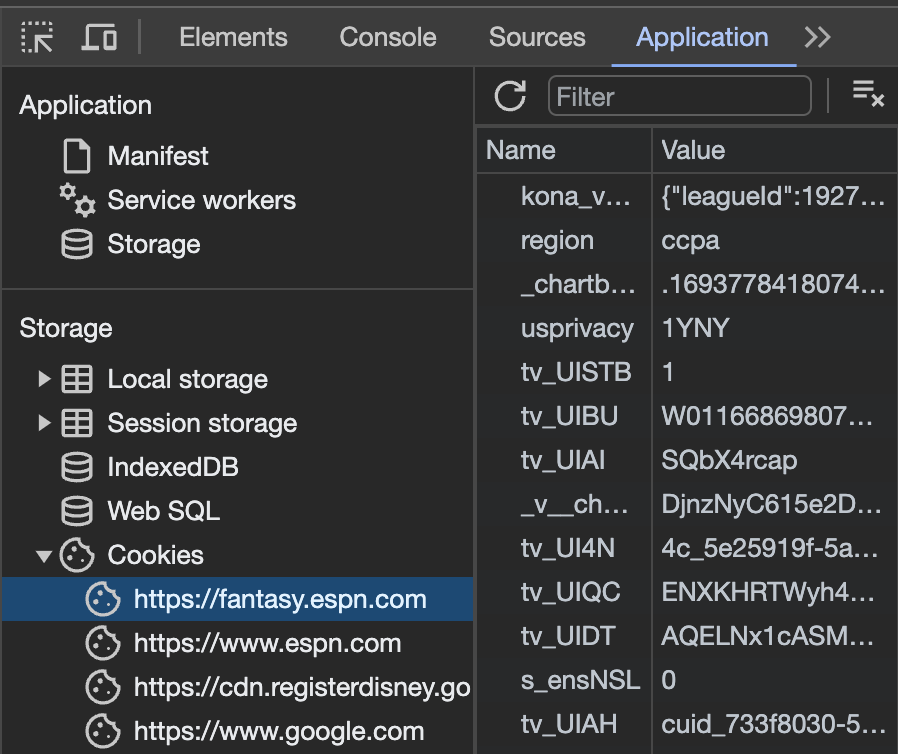 Elements Console Sources Application
Application
Manifest
Service workers
Storage
Storage
Local storage
Session storage
IndexedDB
Web SQL
Cookies
https://fantasy.espn.com
https://www.espn.com
https://cdn.registerdisney.go
https://www.google.com
Filter
Name Value
kona_v... {"leagueId":1927...
region ccpa
_chartb... .1693778418074...
usprivacy 1YNY
tv_UISTB 1
tv_UIBU W01166869807...
tv_UIAI SQbX4rcap
_v__ch... DjnzNyC615e2D...
tv_UI4N 4c_5e25919f-5a...
tv_UIQC ENXKHRTWyh4...
tv_UIDT AQELNx1cASM...
s_ensNSL 0
tv_UIAH cuid_733f8030-5...